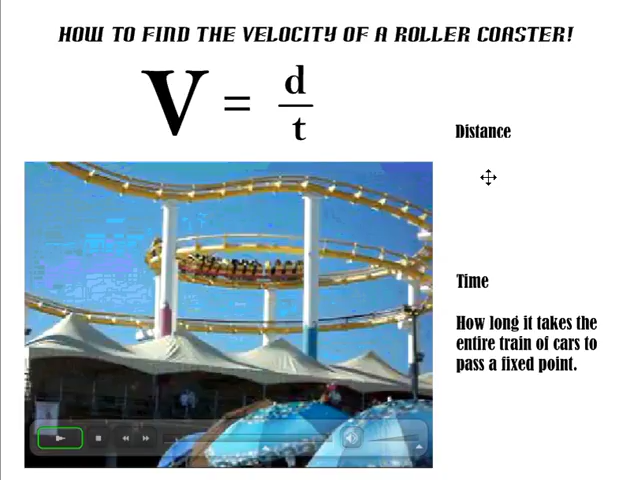 HOW TO FIND THE VELOCITY OF A ROLLER COASTER!
V = d
t
Distance
Time
How long it takes the
entire train of cars to
pass a fixed point.